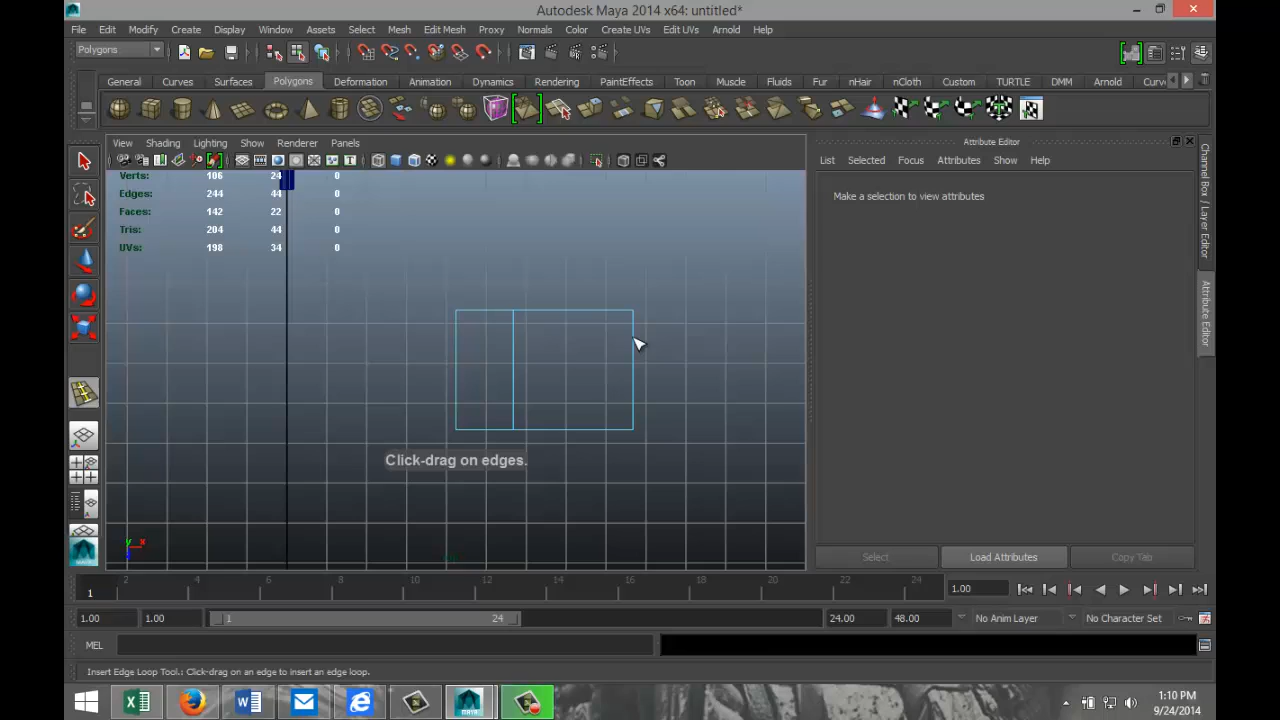 Autodesk Maya 2014 x64: untitled*
File Edit Modify Create Display Window Assets Select Mesh Edit Mesh Proxy Normals Color Create UVs Edit UVs Arnold Help
Polygons
General Curves Surfaces Polygons Deformation Animation Dynamics Rendering PaintEffects Toon Muscle Fluids Fur nHair nCloth Custom TURTLE DMM Arnold Curv
View Shading Lighting Show Renderer Panels
Attribute Editor
List Selected Focus Attributes Show Help
Make a selection to view attributes
Verts: 106 24 0
Edges: 244 44 0
Faces: 142 22 0
Tris: 204 44 0
UVs: 198 34 0
Click-drag on edges.
y x
Channel Box / Layer Editor
Attribute Editor
Select Load Attributes Copy Tab
2 4 6 8 10 12 14 16 18 20 22 24
1
1.00
1.00 1.00 1 24 24.00 48.00 No Anim Layer No Character Set
MEL
Insert Edge Loop Tool.: Click-drag on an edge to insert an edge loop.
1:10 PM
9/24/2014